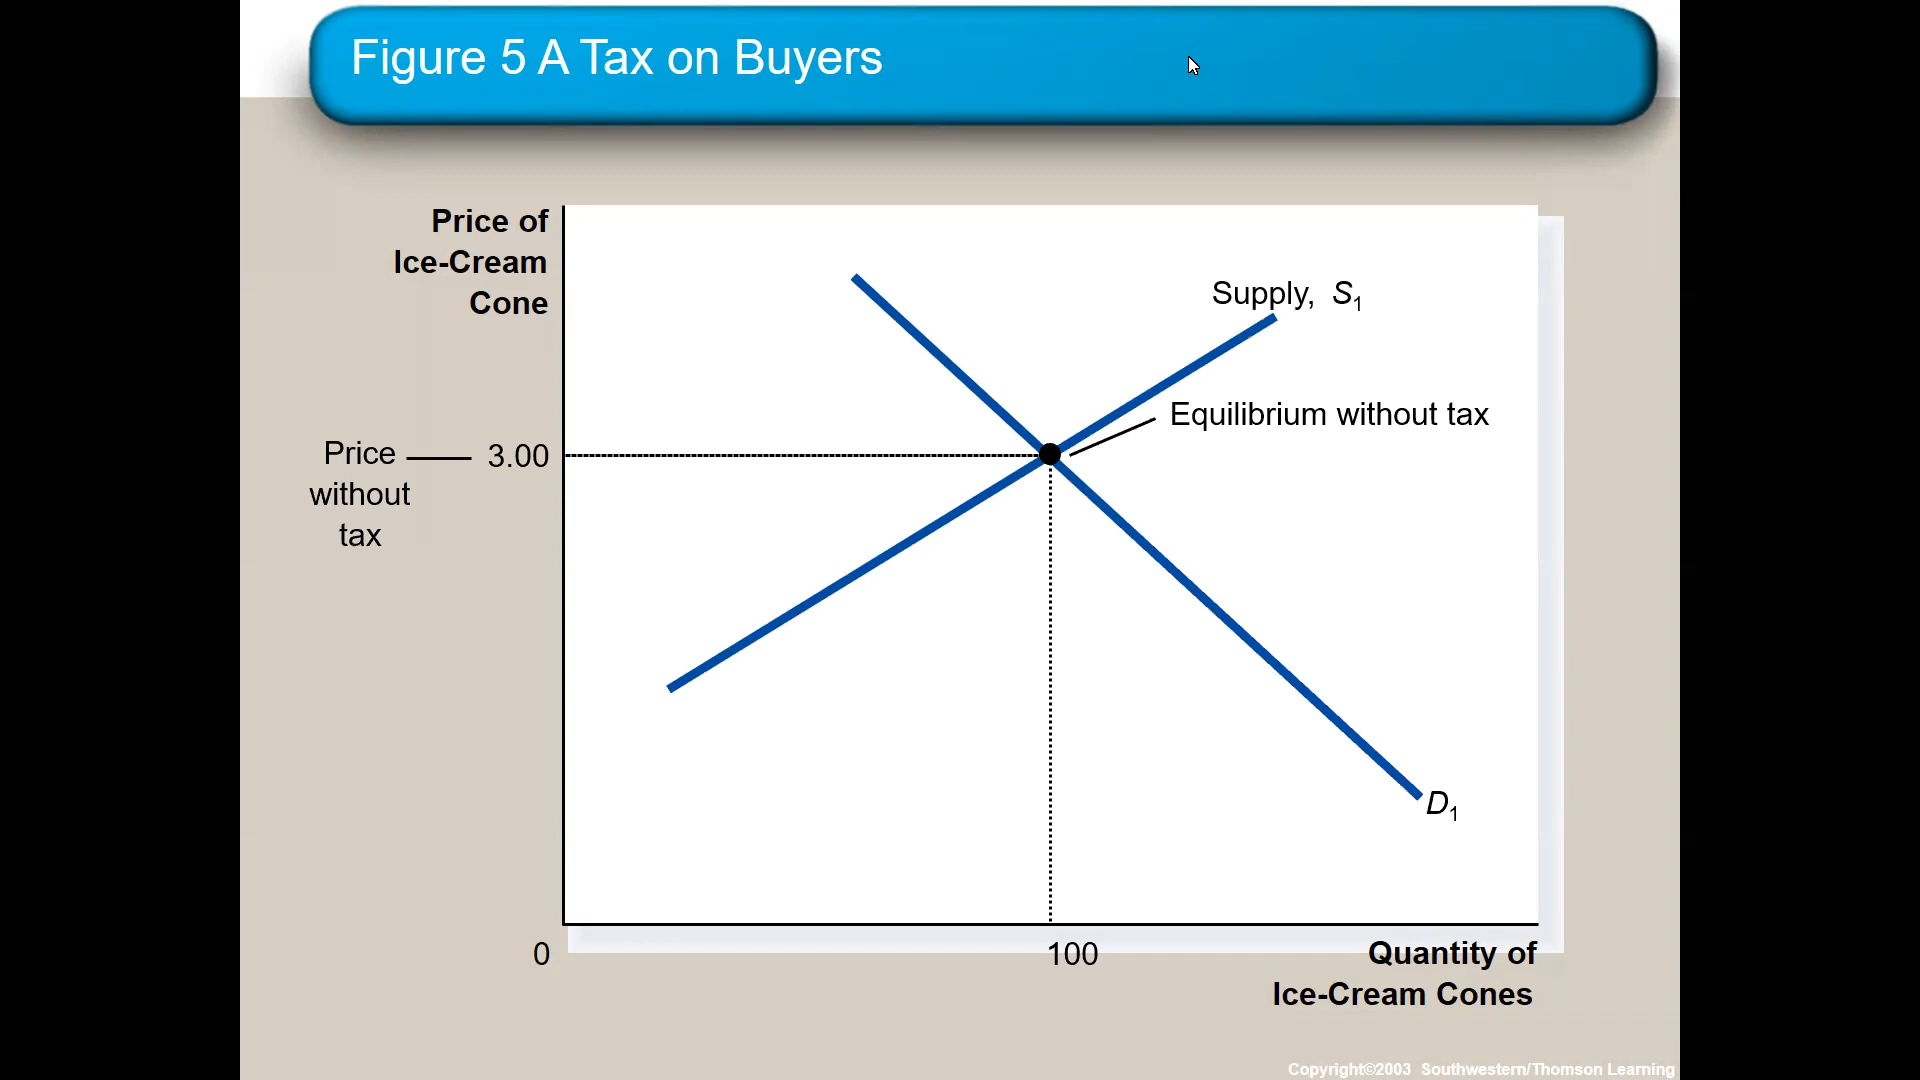 Figure 5 A Tax on Buyers
Price of
Ice-Cream
Cone
Supply, S1
Equilibrium without tax
Price
without
tax
3.00
D1
0
100
Quantity of
Ice-Cream Cones
Copyright©2003 Southwestern/Thomson Learning